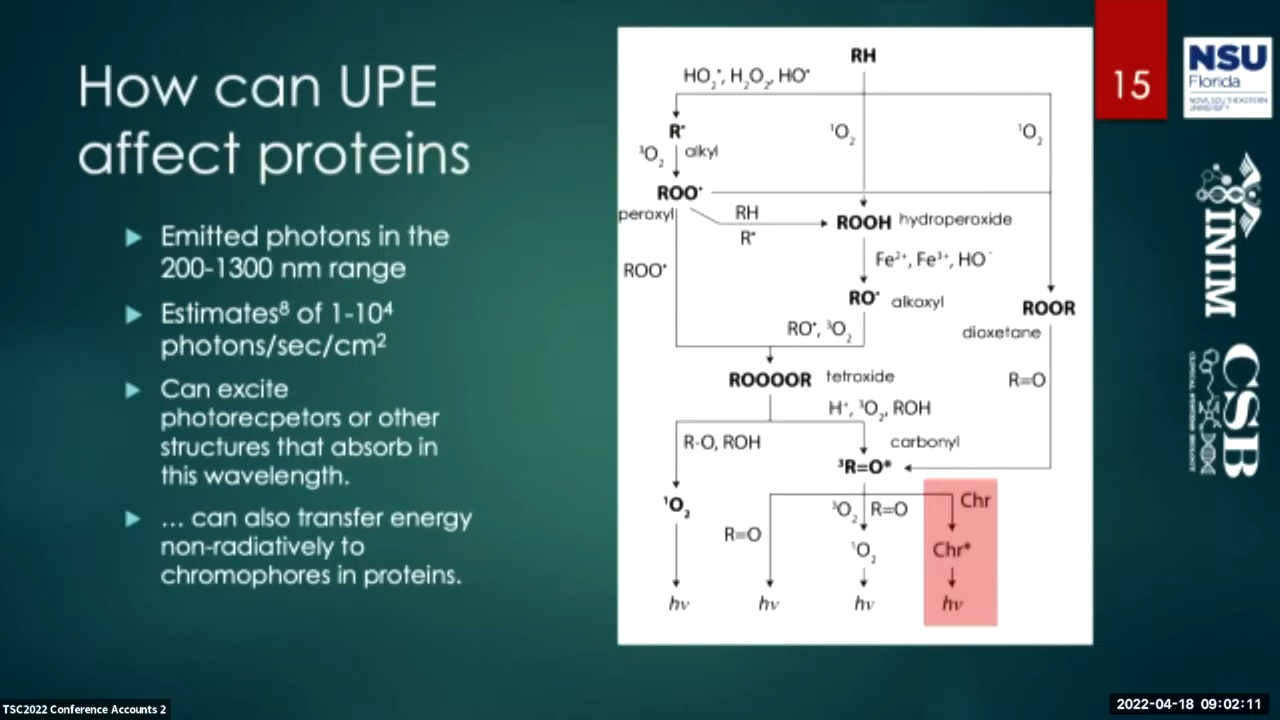 How can UPE
affect proteins
Emitted photons in the
200-1300 nm range
Estimates⁸ of 1-10⁴
photons/sec/cm²
Can excite
photorecpetors or other
structures that absorb in
this wavelength.
... can also transfer energy
non-radiatively to
chromophores in proteins.
RH
HO₂•, H₂O₂, HO•
R•
alkyl
³O₂
¹O₂
¹O₂
ROO•
peroxyl
RH
R•
ROOH hydroperoxide
ROO•
Fe²⁺, Fe³⁺, HO⁻
RO• alkoxyl
ROOR
dioxetane
RO•, ³O₂
ROOOOR tetroxide
R=O
H⁺, ³O₂, ROH
R-O, ROH
carbonyl
³R=O*
¹O₂
R=O
³O₂ R=O
Chr
¹O₂
Chr*
hν
hν
hν
hν
15
NSU
Florida
NOVA SOUTHEASTERN
UNIVERSITY
INIM
CSB
TSC2022 Conference Accounts 2
2022-04-18 09:02:11